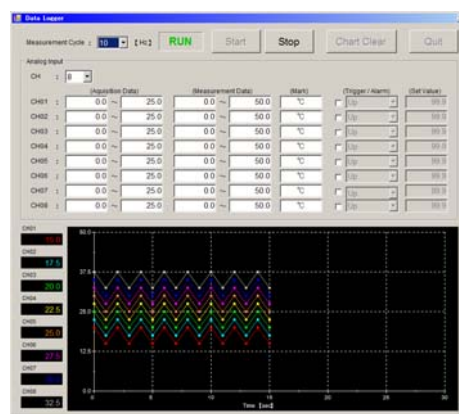 Data Logger
Measurement Cycle : 10 [Hz] RUN Start Stop Chart Clear Quit
Analog Input
CH : 8
(Aquisition Data) (Measurement Data) (Mark) (Trigger / Alarm) (Set Value)
CH01 : 0.0 ~ 25.0 0.0 ~ 50.0 ℃ Up 99.9
CH02 : 0.0 ~ 25.0 0.0 ~ 50.0 ℃ Up 99.9
CH03 : 0.0 ~ 25.0 0.0 ~ 50.0 ℃ Up 99.9
CH04 : 0.0 ~ 25.0 0.0 ~ 50.0 ℃ Up 99.9
CH05 : 0.0 ~ 25.0 0.0 ~ 50.0 ℃ Up 99.9
CH06 : 0.0 ~ 25.0 0.0 ~ 50.0 ℃ Up 99.9
CH07 : 0.0 ~ 25.0 0.0 ~ 50.0 ℃ Up 99.9
CH08 : 0.0 ~ 25.0 0.0 ~ 50.0 ℃ Up 99.9
CH01
15.0
CH02
17.5
CH03
20.0
CH04
22.5
CH05
25.0
CH06
27.5
CH07
CH08
32.5
50.0
37.5
25.0
12.5
0.0
0 5 10 15 20 25 30
Time [sec]